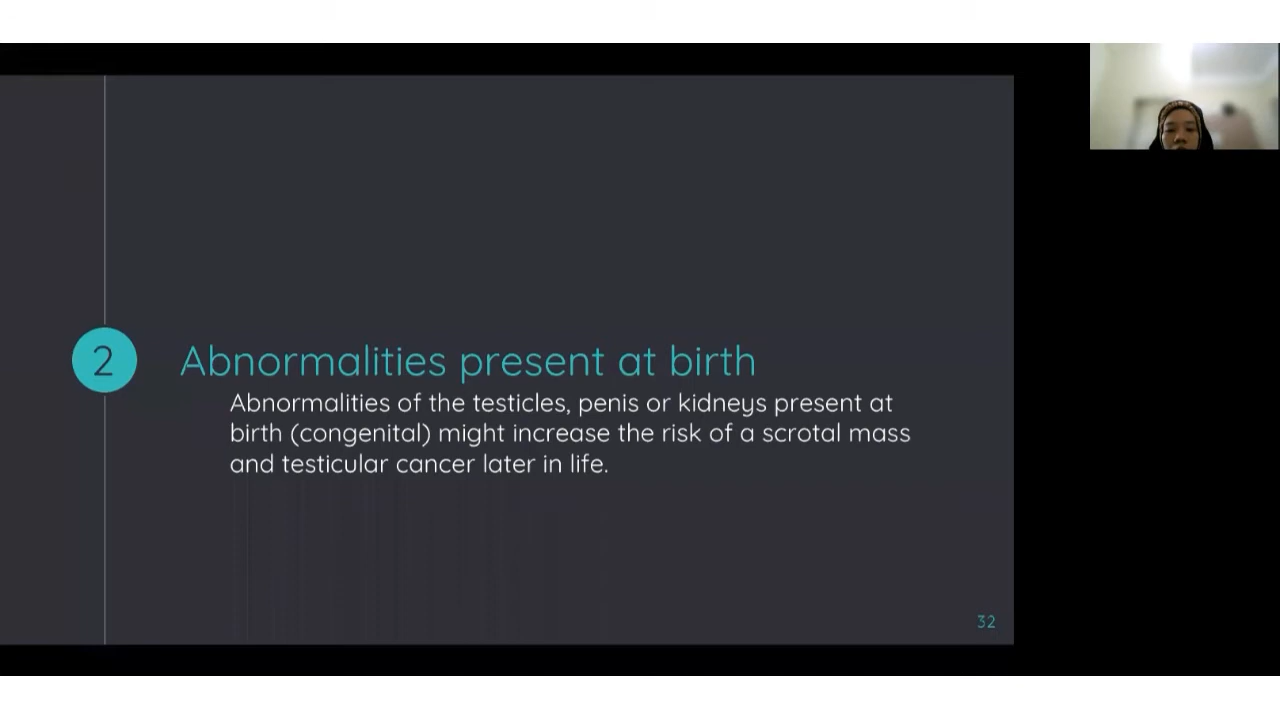 2
Abnormalities present at birth
Abnormalities of the testicles, penis or kidneys present at
birth (congenital) might increase the risk of a scrotal mass
and testicular cancer later in life.
32